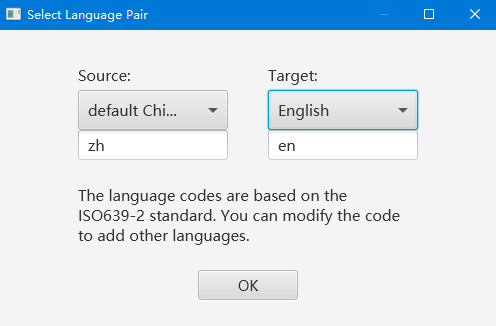 Select Language Pair
Source:
Target:
default Chi...
English
zh
en
The language codes are based on the
ISO639-2 standard. You can modify the code
to add other languages.
OK